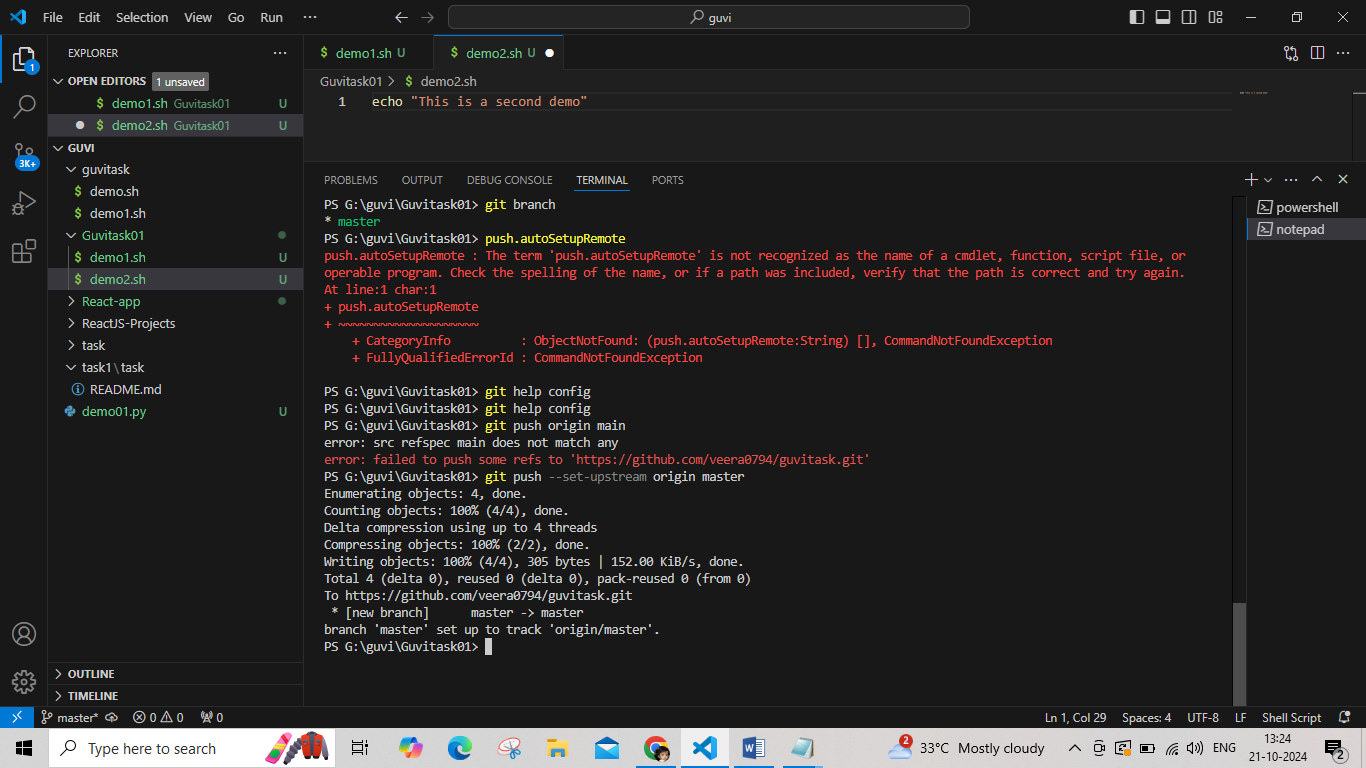 File Edit Selection View Go Run ··· guvi
EXPLORER ···
OPEN EDITORS 1 unsaved
$ demo1.sh Guvitask01 U
● $ demo2.sh Guvitask01 U
GUVI
guvitask
$ demo.sh
$ demo1.sh
Guvitask01
$ demo1.sh U
$ demo2.sh U
React-app
ReactJS-Projects
task
task1\task
README.md
demo01.py U
OUTLINE
TIMELINE
1
3K+
$ demo1.sh U $ demo2.sh U ●
Guvitask01 > $ demo2.sh
1 echo "This is a second demo"
PROBLEMS OUTPUT DEBUG CONSOLE TERMINAL PORTS
powershell
notepad
PS G:\guvi\Guvitask01> git branch
* master
PS G:\guvi\Guvitask01> push.autoSetupRemote
push.autoSetupRemote : The term 'push.autoSetupRemote' is not recognized as the name of a cmdlet, function, script file, or
operable program. Check the spelling of the name, or if a path was included, verify that the path is correct and try again.
At line:1 char:1
+ push.autoSetupRemote
+ ~~~~~~~~~~~~~~~~~~~~
+ CategoryInfo : ObjectNotFound: (push.autoSetupRemote:String) [], CommandNotFoundException
+ FullyQualifiedErrorId : CommandNotFoundException
PS G:\guvi\Guvitask01> git help config
PS G:\guvi\Guvitask01> git help config
PS G:\guvi\Guvitask01> git push origin main
error: src refspec main does not match any
error: failed to push some refs to 'https://github.com/veera0794/guvitask.git'
PS G:\guvi\Guvitask01> git push --set-upstream origin master
Enumerating objects: 4, done.
Counting objects: 100% (4/4), done.
Delta compression using up to 4 threads
Compressing objects: 100% (2/2), done.
Writing objects: 100% (4/4), 305 bytes | 152.00 KiB/s, done.
Total 4 (delta 0), reused 0 (delta 0), pack-reused 0 (from 0)
To https://github.com/veera0794/guvitask.git
* [new branch] master -> master
branch 'master' set up to track 'origin/master'.
PS G:\guvi\Guvitask01>
master* 0 0 0 Ln 1, Col 29 Spaces: 4 UTF-8 LF Shell Script
Type here to search 2 33°C Mostly cloudy ENG 13:24
21-10-2024 2